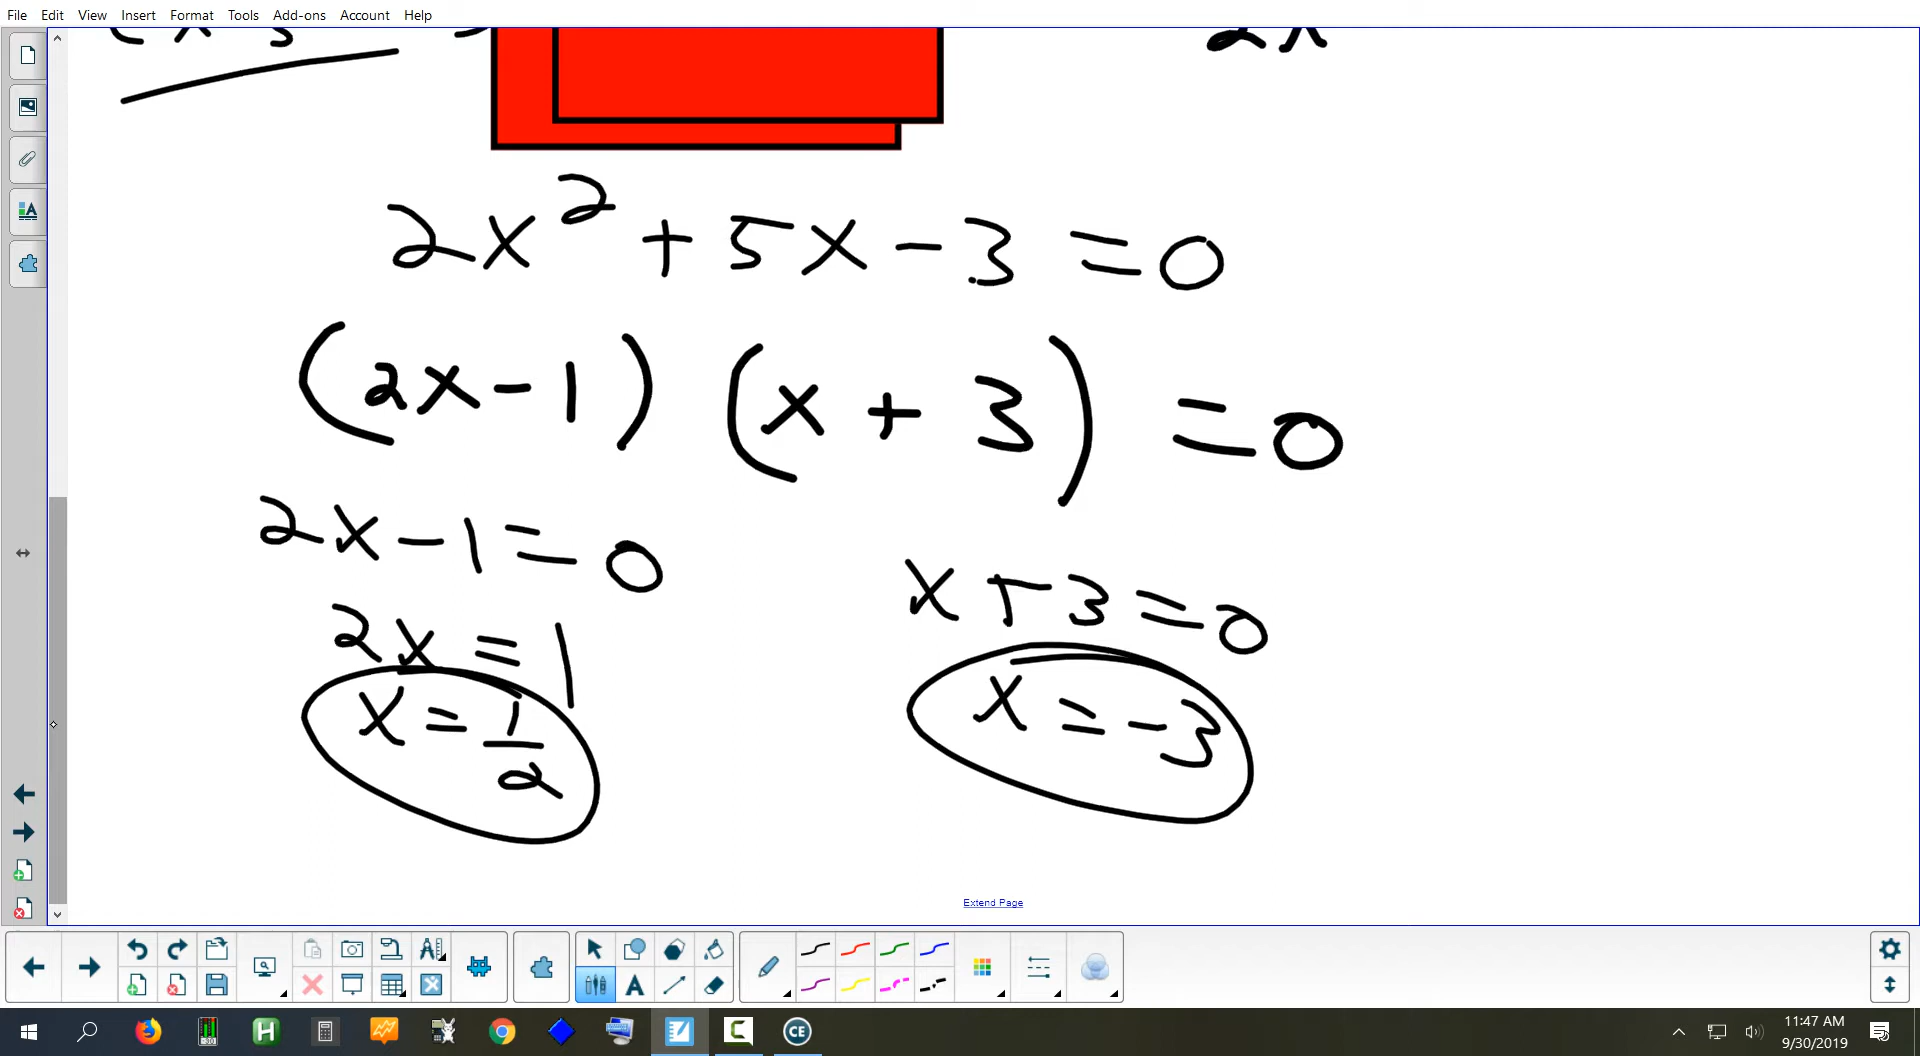 File Edit View Insert Format Tools Add-ons Account Help
2x
2x² + 5x - 3 = 0
(2x - 1) (x + 3) = 0
2x - 1 = 0
x + 3 = 0
2x = 1
x = 1/2
x = -3
Extend Page
11:47 AM
9/30/2019